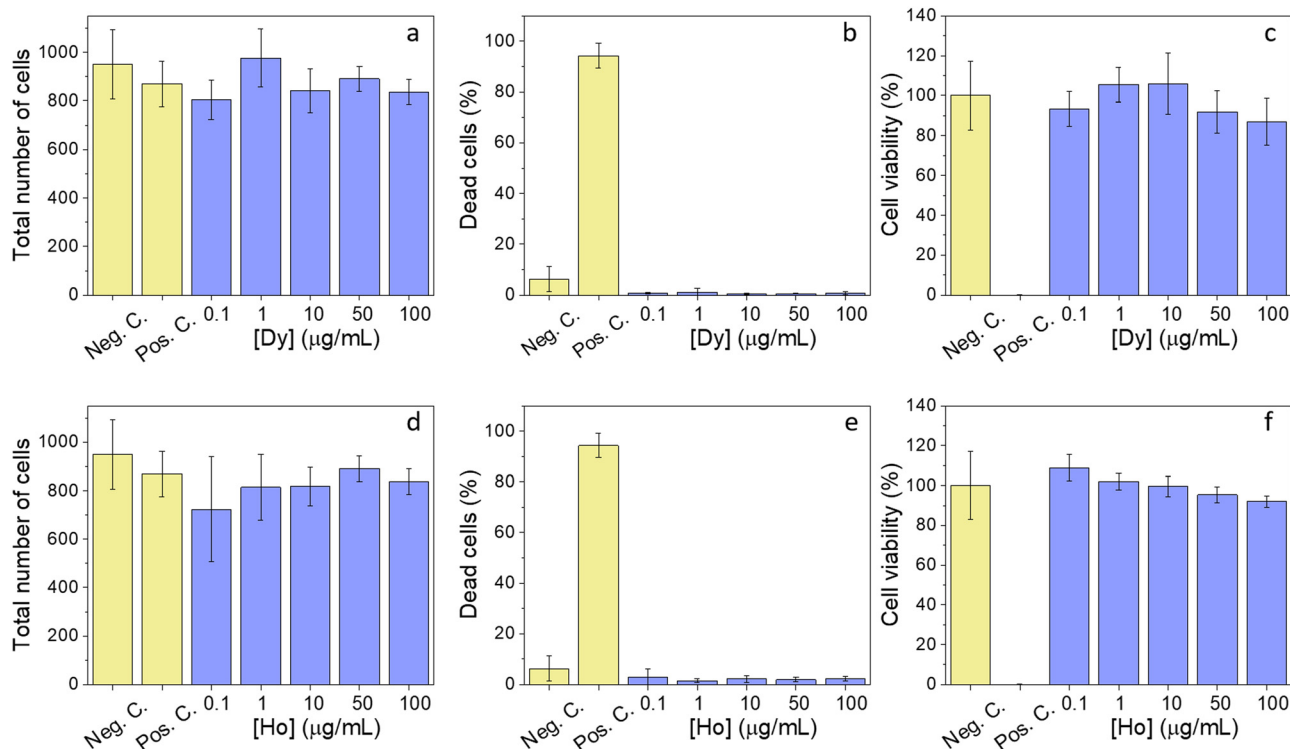 a
Total number of cells
1000
800
600
400
200
0
Neg. C.
Pos. C.
0.1
1
10
50
100
[Dy] (μg/mL)
b
Dead cells (%)
100
80
60
40
20
0
Neg. C.
Pos. C.
0.1
1
10
50
100
[Dy] (μg/mL)
c
Cell viability (%)
140
120
100
80
60
40
20
0
Neg. C.
Pos. C.
0.1
1
10
50
100
[Dy] (μg/mL)
d
Total number of cells
1000
800
600
400
200
0
Neg. C.
Pos. C.
0.1
1
10
50
100
[Ho] (μg/mL)
e
Dead cells (%)
100
80
60
40
20
0
Neg. C.
Pos. C.
0.1
1
10
50
100
[Ho] (μg/mL)
f
Cell viability (%)
140
120
100
80
60
40
20
0
Neg. C.
Pos. C.
0.1
1
10
50
100
[Ho] (μg/mL)